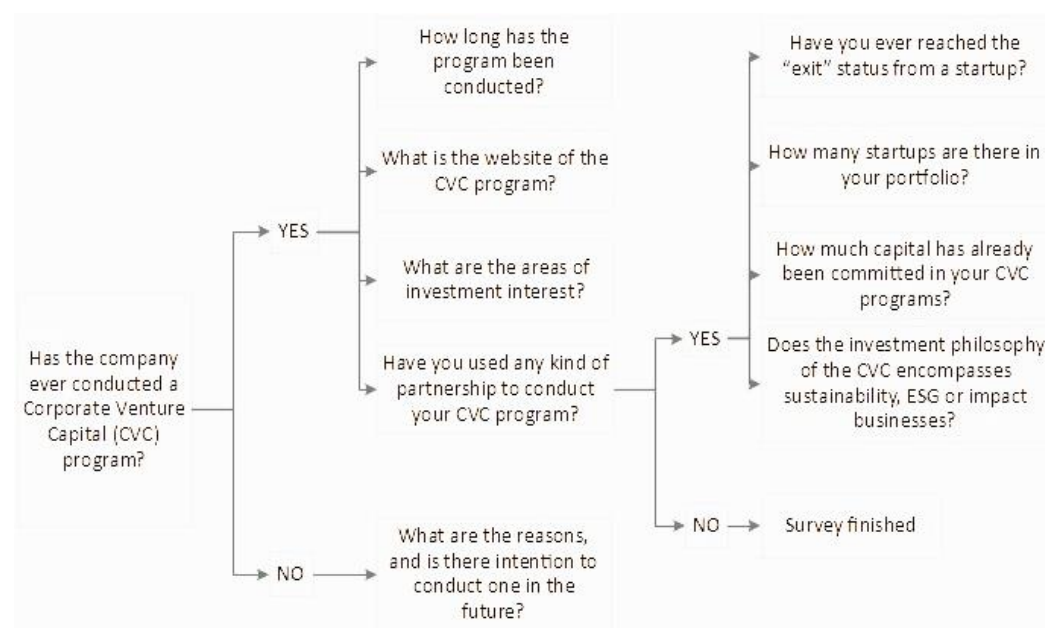 Has the company
ever conducted a
Corporate Venture
Capital (CVC)
program?
YES
How long has the
program been
conducted?
What is the website of the
CVC program?
What are the areas of
investment interest?
Have you used any kind of
partnership to conduct
your CVC program?
YES
Have you ever reached the
“exit” status from a startup?
How many startups are there in
your portfolio?
How much capital has already
been committed in your CVC
programs?
Does the investment philosophy
of the CVC encompasses
sustainability, ESG or impact
businesses?
NO
Survey finished
NO
What are the reasons,
and is there intention to
conduct one in the
future?